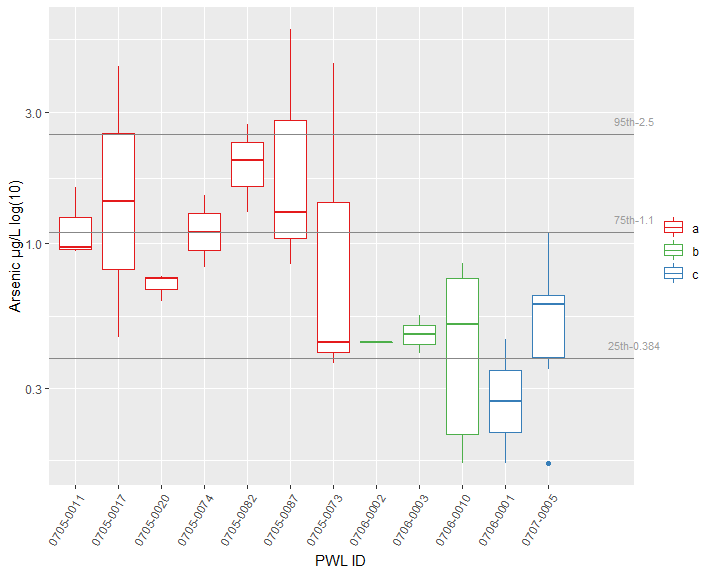 Arsenic µg/L log(10)
3.0
1.0
0.3
95th-2.5
75th-1.1
25th-0.384
a
b
c
0705-0011
0705-0017
0705-0020
0705-0074
0705-0082
0705-0087
0705-0073
0706-0002
0706-0003
0706-0010
0706-0001
0707-0005
PWL ID